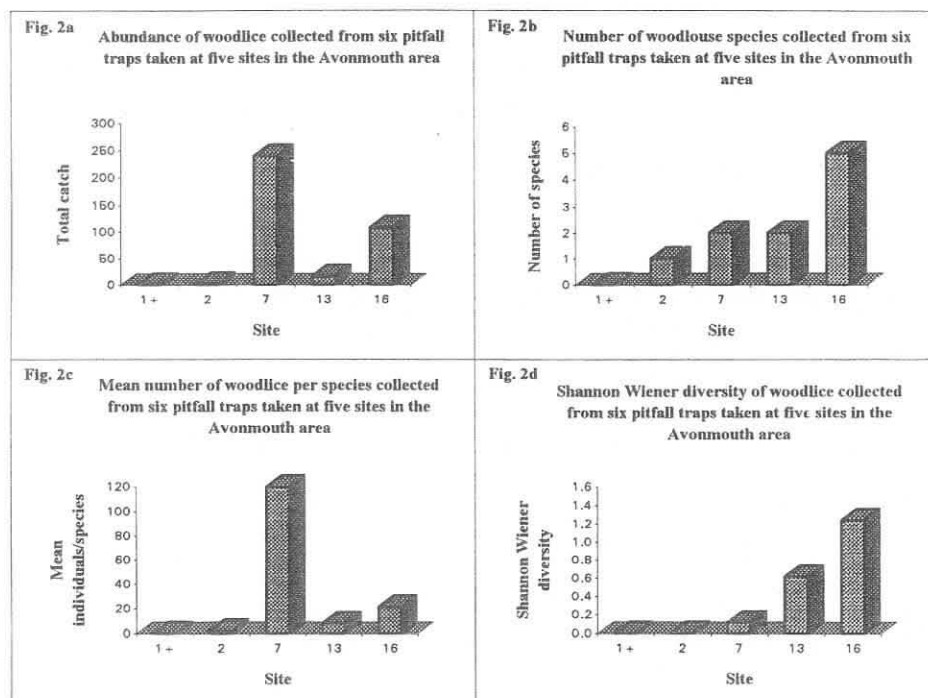 Fig. 2a
Abundance of woodlice collected from six pitfall
traps taken at five sites in the Avonmouth
area
300
250
200
150
100
50
0
Total catch
1 +
2
7
13
16
Site
Fig. 2b
Number of woodlouse species collected from six
pitfall traps taken at five sites in the Avonmouth
area
6
5
4
3
2
1
0
Number of species
1 +
2
7
13
16
Site
Fig. 2c
Mean number of woodlice per species collected
from six pitfall traps taken at five sites in the
Avonmouth area
120
100
80
60
40
20
0
Mean
individuals/species
1 +
2
7
13
16
Site
Fig. 2d
Shannon Wiener diversity of woodlice collected
from six pitfall traps taken at five sites in the
Avonmouth area
1.6
1.4
1.2
1.0
0.8
0.6
0.4
0.2
0.0
Shannon Wiener
diversity
1 +
2
7
13
16
Site